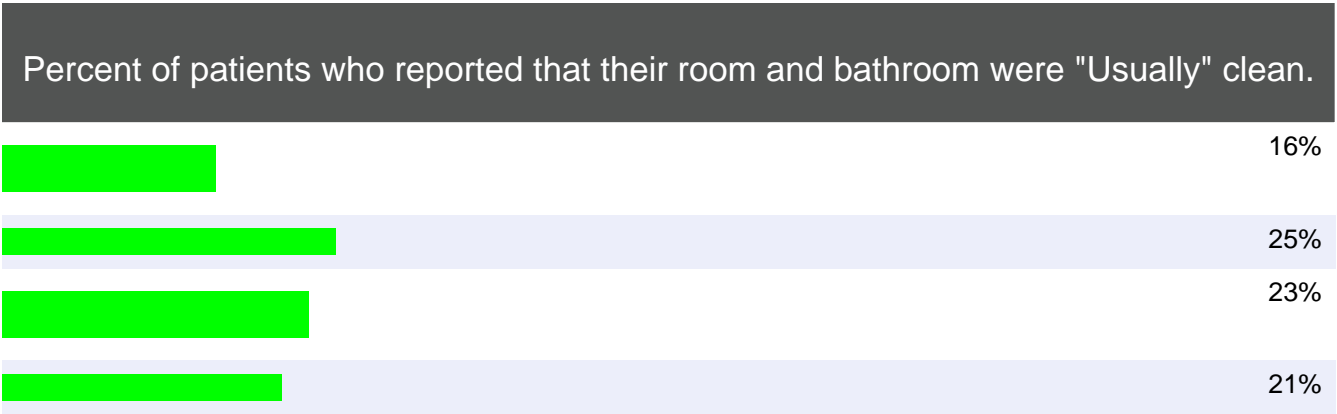 Percent of patients who reported that their room and bathroom were "Usually" clean.
16%
25%
23%
21%